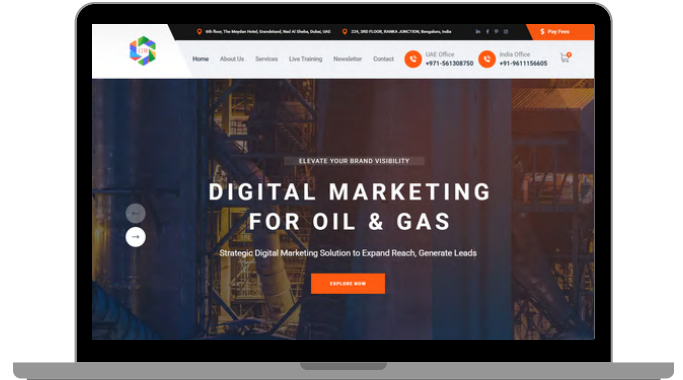 6th floor, The Meydan Hotel, Grandstand, Nad Al Sheba, Dubai, UAE
224, 3RD FLOOR, RANKA JUNCTION, Bengaluru, India
$ Pay Fees
Home About Us Services Live Training Newsletter Contact
UAE Office
+971-561308750
India Office
+91-9611156605
ELEVATE YOUR BRAND VISIBILITY
DIGITAL MARKETING
FOR OIL & GAS
Strategic Digital Marketing Solution to Expand Reach, Generate Leads
EXPLORE NOW